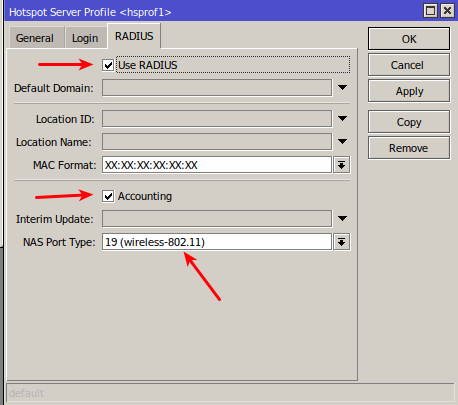 Hotspot Server Profile <hsprof1>
General Login RADIUS
OK
Use RADIUS
Cancel
Default Domain:
Apply
Location ID:
Copy
Location Name:
Remove
MAC Format: XX:XX:XX:XX:XX:XX
Accounting
Interim Update:
NAS Port Type: 19 (wireless-802.11)
default